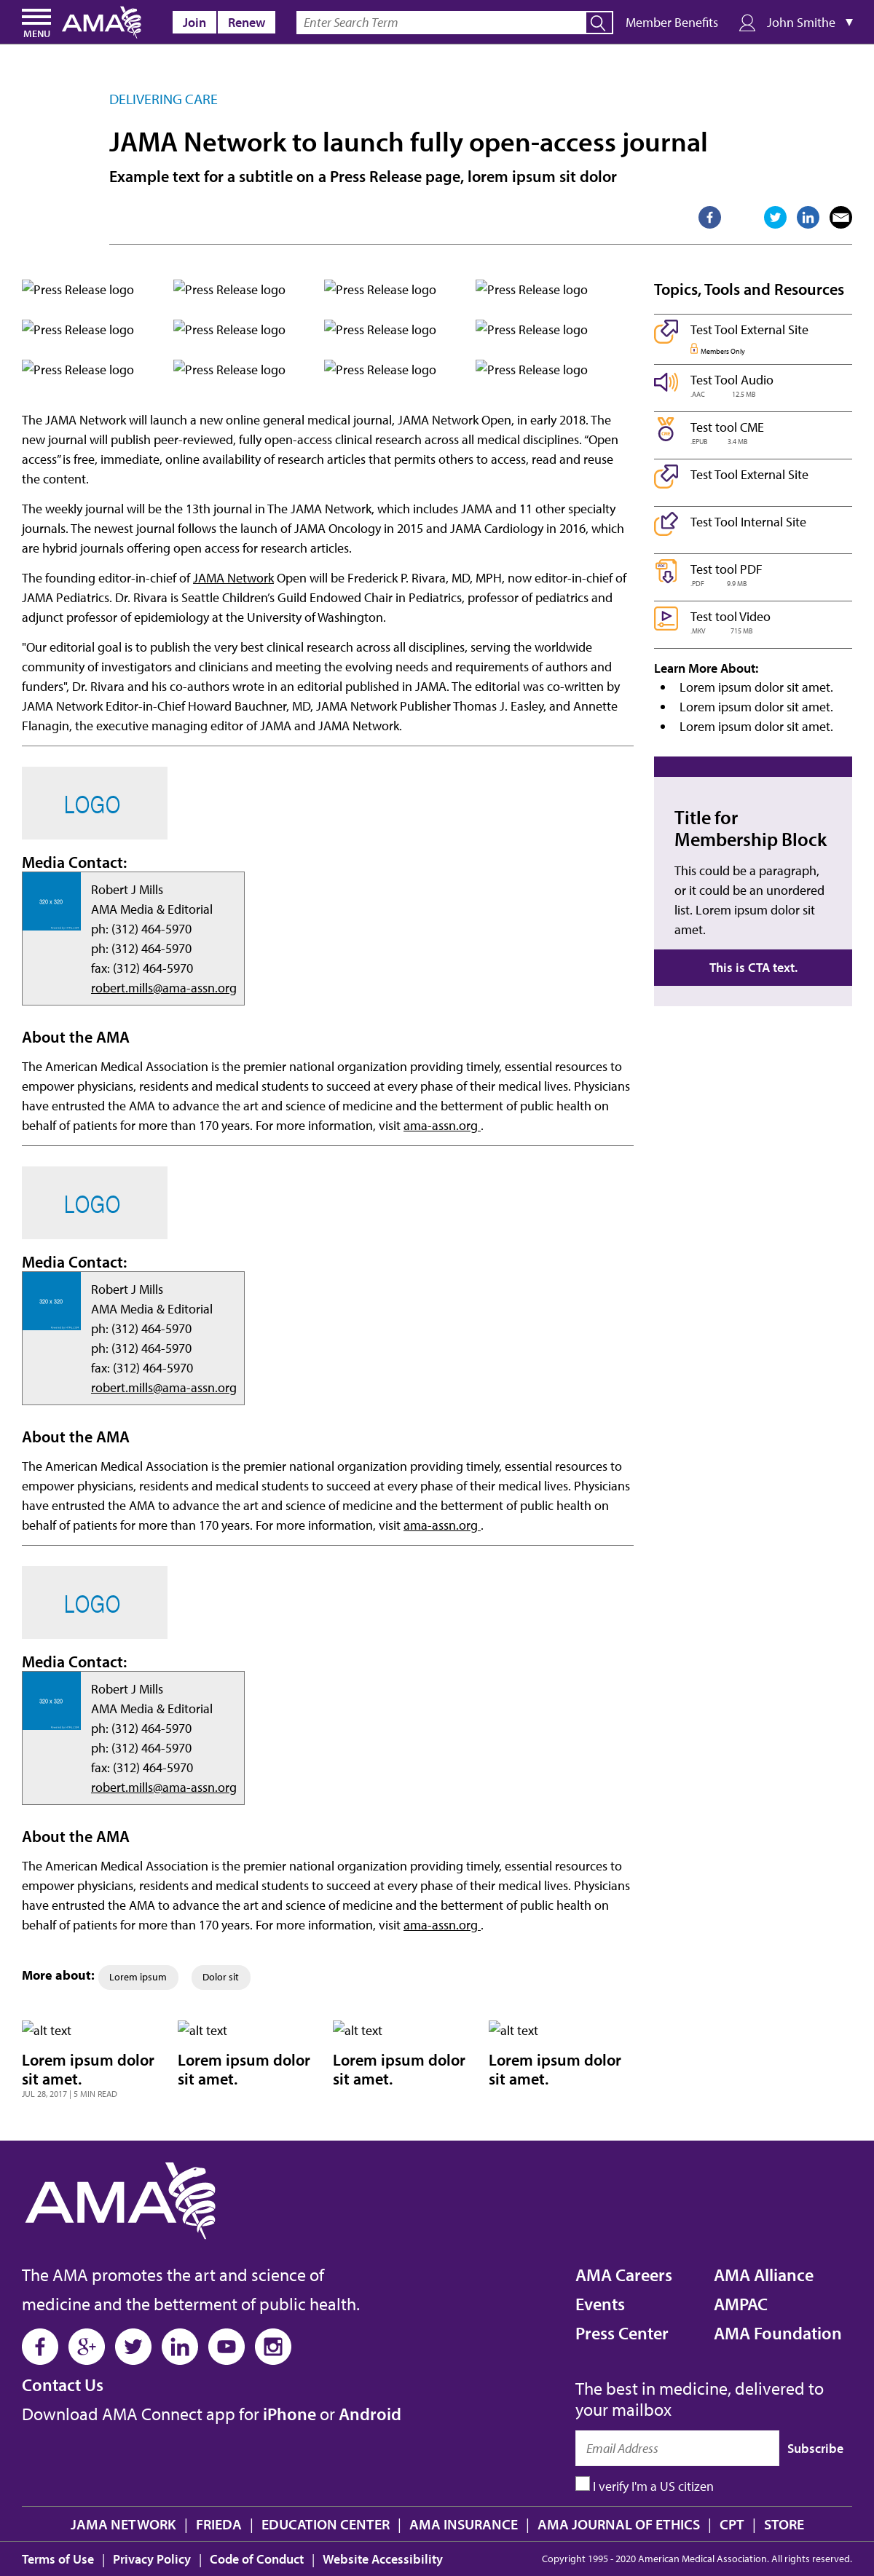 MENU
AMA
Join
Renew
Enter Search Term
Member Benefits
John Smithe
DELIVERING CARE
JAMA Network to launch fully open-access journal
Example text for a subtitle on a Press Release page, lorem ipsum sit dolor
Press Release logo Press Release logo Press Release logo Press Release logo
Press Release logo Press Release logo Press Release logo Press Release logo
Press Release logo Press Release logo Press Release logo Press Release logo
The JAMA Network will launch a new online general medical journal, JAMA Network Open, in early 2018. The
new journal will publish peer-reviewed, fully open-access clinical research across all medical disciplines. “Open
access” is free, immediate, online availability of research articles that permits others to access, read and reuse
the content.
The weekly journal will be the 13th journal in The JAMA Network, which includes JAMA and 11 other specialty
journals. The newest journal follows the launch of JAMA Oncology in 2015 and JAMA Cardiology in 2016, which
are hybrid journals offering open access for research articles.
The founding editor-in-chief of JAMA Network Open will be Frederick P. Rivara, MD, MPH, now editor-in-chief of
JAMA Pediatrics. Dr. Rivara is Seattle Children’s Guild Endowed Chair in Pediatrics, professor of pediatrics and
adjunct professor of epidemiology at the University of Washington.
"Our editorial goal is to publish the very best clinical research across all disciplines, serving the worldwide
community of investigators and clinicians and meeting the evolving needs and requirements of authors and
funders", Dr. Rivara and his co-authors wrote in an editorial published in JAMA. The editorial was co-written by
JAMA Network Editor-in-Chief Howard Bauchner, MD, JAMA Network Publisher Thomas J. Easley, and Annette
Flanagin, the executive managing editor of JAMA and JAMA Network.
LOGO
Media Contact:
320 x 320
Robert J Mills
AMA Media & Editorial
ph: (312) 464-5970
ph: (312) 464-5970
fax: (312) 464-5970
robert.mills@ama-assn.org
About the AMA
The American Medical Association is the premier national organization providing timely, essential resources to
empower physicians, residents and medical students to succeed at every phase of their medical lives. Physicians
have entrusted the AMA to advance the art and science of medicine and the betterment of public health on
behalf of patients for more than 170 years. For more information, visit ama-assn.org .
LOGO
Media Contact:
320 x 320
Robert J Mills
AMA Media & Editorial
ph: (312) 464-5970
ph: (312) 464-5970
fax: (312) 464-5970
robert.mills@ama-assn.org
About the AMA
The American Medical Association is the premier national organization providing timely, essential resources to
empower physicians, residents and medical students to succeed at every phase of their medical lives. Physicians
have entrusted the AMA to advance the art and science of medicine and the betterment of public health on
behalf of patients for more than 170 years. For more information, visit ama-assn.org .
LOGO
Media Contact:
320 x 320
Robert J Mills
AMA Media & Editorial
ph: (312) 464-5970
ph: (312) 464-5970
fax: (312) 464-5970
robert.mills@ama-assn.org
About the AMA
The American Medical Association is the premier national organization providing timely, essential resources to
empower physicians, residents and medical students to succeed at every phase of their medical lives. Physicians
have entrusted the AMA to advance the art and science of medicine and the betterment of public health on
behalf of patients for more than 170 years. For more information, visit ama-assn.org .
More about: Lorem ipsum Dolor sit
alt text alt text alt text alt text
Lorem ipsum dolor Lorem ipsum dolor Lorem ipsum dolor Lorem ipsum dolor
sit amet. sit amet. sit amet. sit amet.
JUL 28, 2017 | 5 MIN READ
Topics, Tools and Resources
Test Tool External Site
Members Only
Test Tool Audio
.AAC 12.5 MB
Test tool CME
.EPUB 3.4 MB
Test Tool External Site
Test Tool Internal Site
Test tool PDF
.PDF 9.9 MB
Test tool Video
.MKV 715 MB
Learn More About:
• Lorem ipsum dolor sit amet.
• Lorem ipsum dolor sit amet.
• Lorem ipsum dolor sit amet.
Title for
Membership Block
This could be a paragraph,
or it could be an unordered
list. Lorem ipsum dolor sit
amet.
This is CTA text.
AMA
The AMA promotes the art and science of
medicine and the betterment of public health.
Contact Us
Download AMA Connect app for iPhone or Android
AMA Careers AMA Alliance
Events AMPAC
Press Center AMA Foundation
The best in medicine, delivered to
your mailbox
Email Address
Subscribe
I verify I'm a US citizen
JAMA NETWORK | FRIEDA | EDUCATION CENTER | AMA INSURANCE | AMA JOURNAL OF ETHICS | CPT | STORE
Terms of Use | Privacy Policy | Code of Conduct | Website Accessibility
Copyright 1995 - 2020 American Medical Association. All rights reserved.